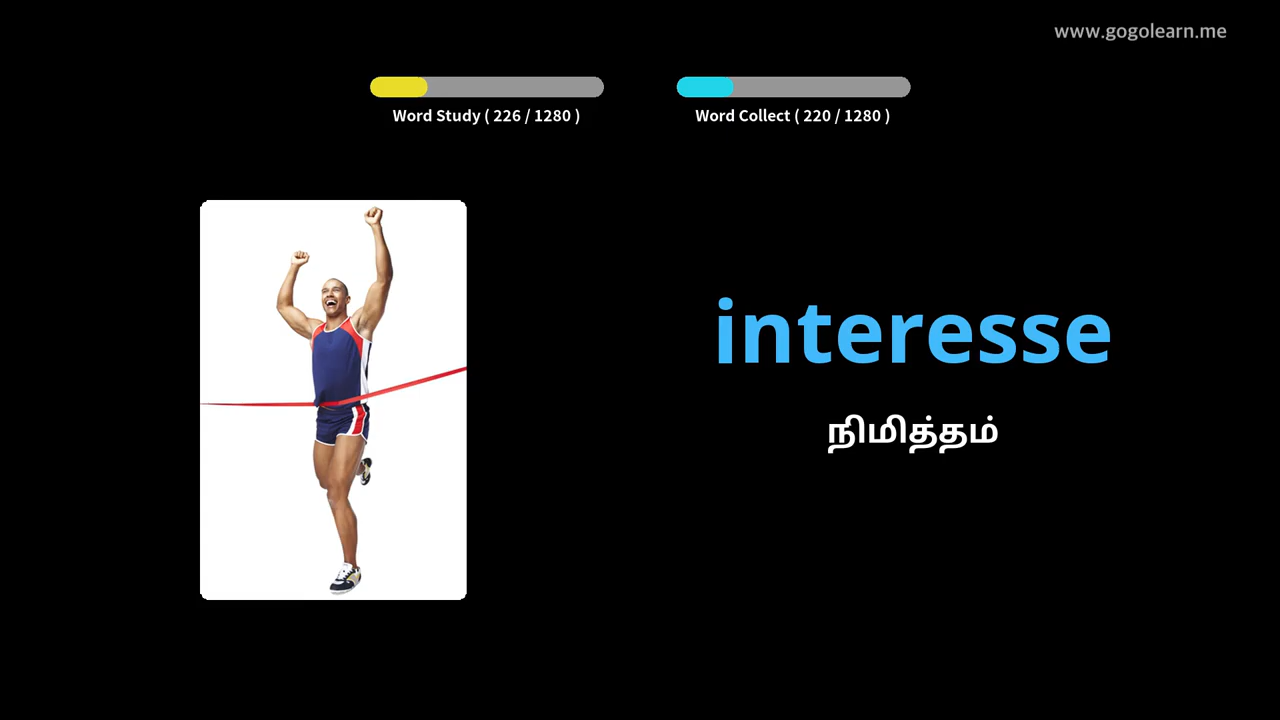 www.gogolearn.me
Word Study ( 226 / 1280 )
Word Collect ( 220 / 1280 )
interesse
நிமித்தம்